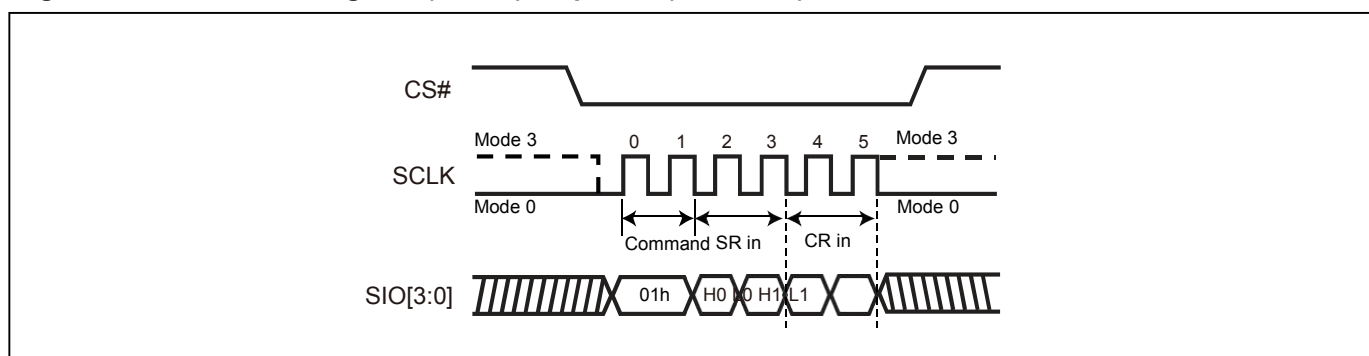 CS#
Mode 3
0 1 2 3 4 5
Mode 3
SCLK
Mode 0
Mode 0
Command SR in CR in
SIO[3:0]
01h H0 L0 H1 L1